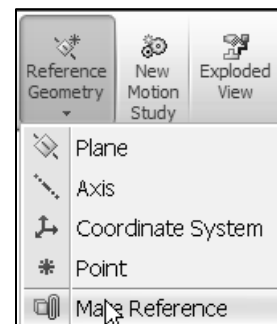 Reference
Geometry
New
Motion
Study
Exploded
View
Plane
Axis
Coordinate System
Point
Mate Reference